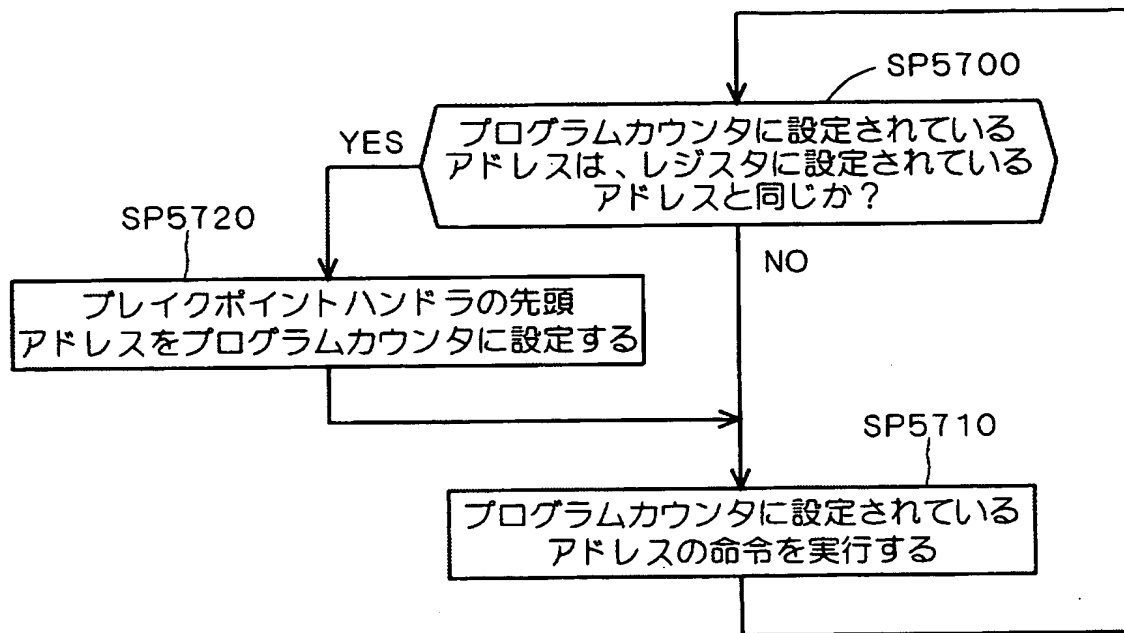 SP5700
プログラムカウンタに設定されている
アドレスは、レジスタに設定されている
アドレスと同じか？
YES
NO
SP5720
ブレイクポイントハンドラの先頭
アドレスをプログラムカウンタに設定する
SP5710
プログラムカウンタに設定されている
アドレスの命令を実行する